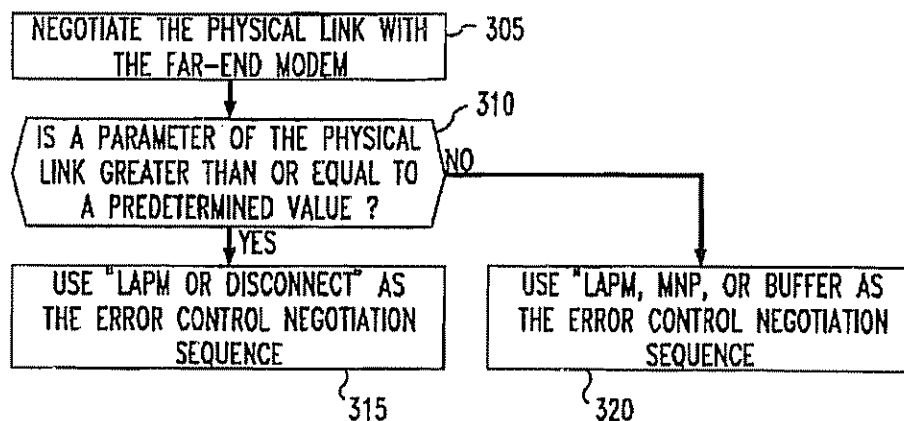 NEGOTIATE THE PHYSICAL LINK WITH
THE FAR-END MODEM
305
310
IS A PARAMETER OF THE PHYSICAL
LINK GREATER THAN OR EQUAL TO
A PREDETERMINED VALUE ?
NO
YES
USE "LAPM OR DISCONNECT" AS
THE ERROR CONTROL NEGOTIATION
SEQUENCE
315
USE "LAPM, MNP, OR BUFFER AS
THE ERROR CONTROL NEGOTIATION
SEQUENCE
320